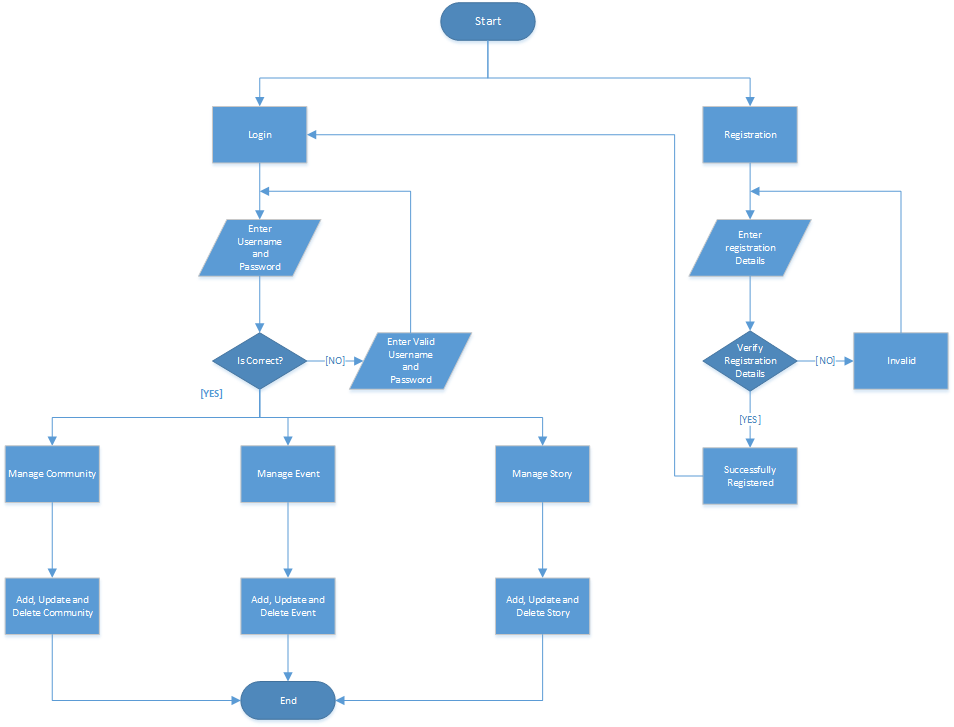 Start
Login
Registration
Enter
Username
and
Password
Enter
registration
Details
Is Correct?
[NO]
Enter Valid
Username
and
Password
Verify
Registration
Details
[NO]
Invalid
[YES]
[YES]
Manage Community
Manage Event
Manage Story
Successfully
Registered
Add, Update and
Delete Community
Add, Update and
Delete Event
Add, Update and
Delete Story
End